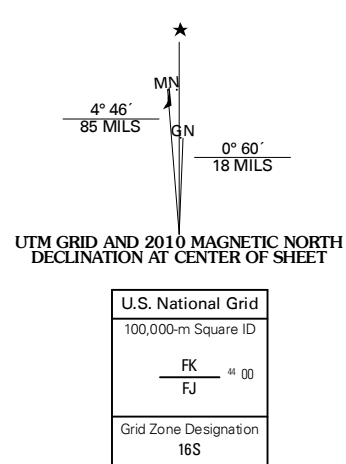 MN
4° 46´
85 MILS
GN
0° 60´
18 MILS
UTM GRID AND 2010 MAGNETIC NORTH
DECLINATION AT CENTER OF SHEET
U.S. National Grid
100,000-m Square ID
FK
44 00
FJ
Grid Zone Designation
16S